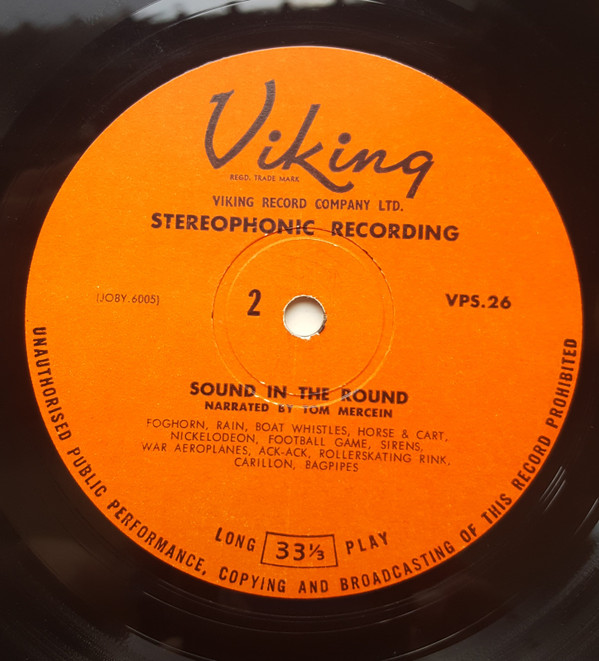 Viking
REGD. TRADE MARK
VIKING RECORD COMPANY LTD.
STEREOPHONIC RECORDING
(JOBY.6005)
2
VPS.26
SOUND IN THE ROUND
NARRATED BY TOM MERCEIN
FOGHORN, RAIN, BOAT WHISTLES, HORSE & CART,
NICKELODEON, FOOTBALL GAME, SIRENS,
WAR AEROPLANES, ACK-ACK, ROLLERSKATING RINK,
CARILLON, BAGPIPES
LONG 33⅓ PLAY
UNAUTHORISED PUBLIC PERFORMANCE, COPYING AND BROADCASTING OF THIS RECORD PROHIBITED